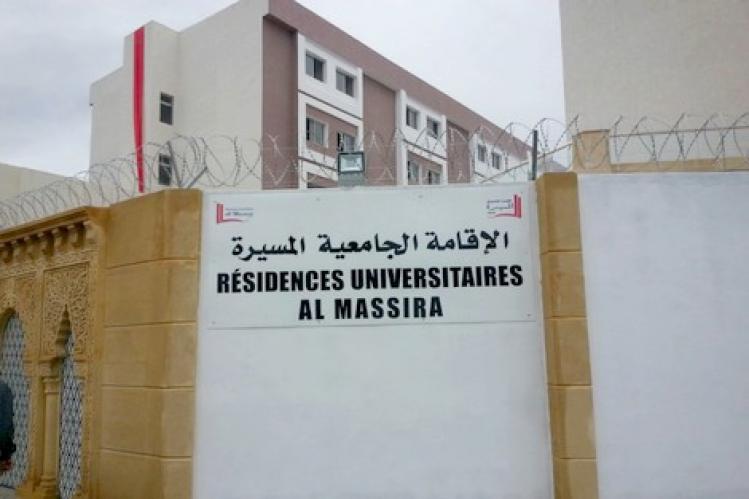 الإقامة الجامعية المسيرة
RÉSIDENCES UNIVERSITAIRES
AL MASSIRA